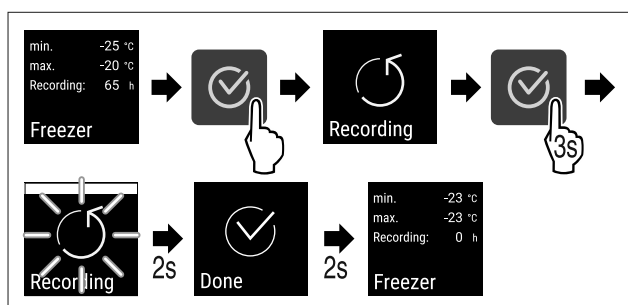 min. -25 °C
max. -20 °C
Recording: 65 h
Freezer
Recording
3s
Recording
2s
Done
2s
min. -23 °C
max. -23 °C
Recording: 0 h
Freezer